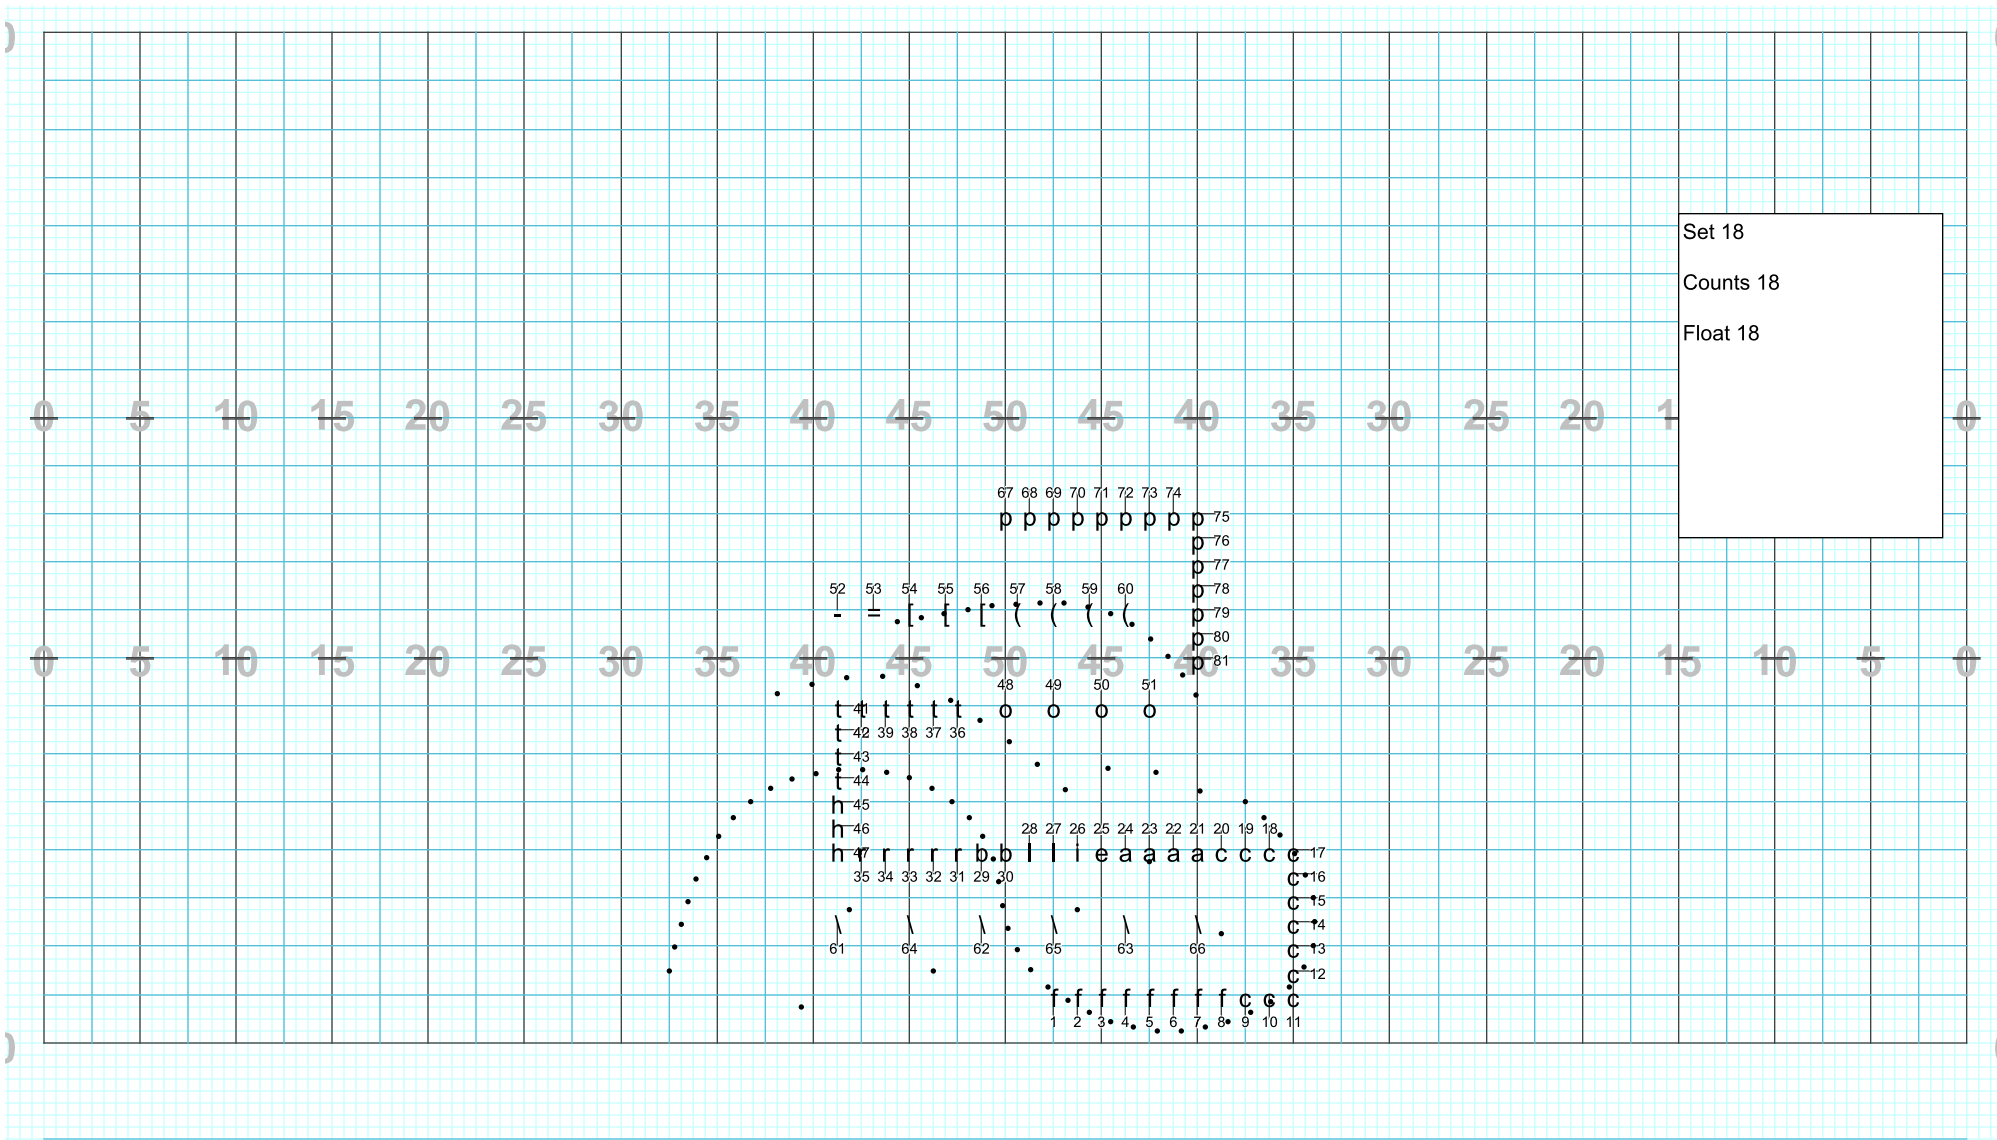 Set 18
Counts 18
Float 18
0 5 10 15 20 25 30 35 40 45 50 45 40 35 30 25 20 1 0
67 68 69 70 71 72 73 74
p p p p p p p p p 75
p 76
p 77
p 78
52 53 54 55 56 57 58 59 60
- = [ [ [ ( ( ( ( p 79
p 80
0 5 10 15 20 25 30 35 40 45 50 45 40 35 30 25 20 15 10 5 0
p 81
48 49 50 51
t 41 t t t t t o o o o
t 42 39 38 37 36
t 43
t 44
h 45
h 46 28 27 26 25 24 23 22 21 20 19 18
h 47 r r r r r b b l l i e a a a a a c c c c 17
35 34 33 32 31 29 30 c 16
c 15
\ \ \ \ \ \ c 14
61 64 62 65 63 66 c 13
c 12
f f f f f f f f c c c
1 2 3 4 5 6 7 8 9 10 11